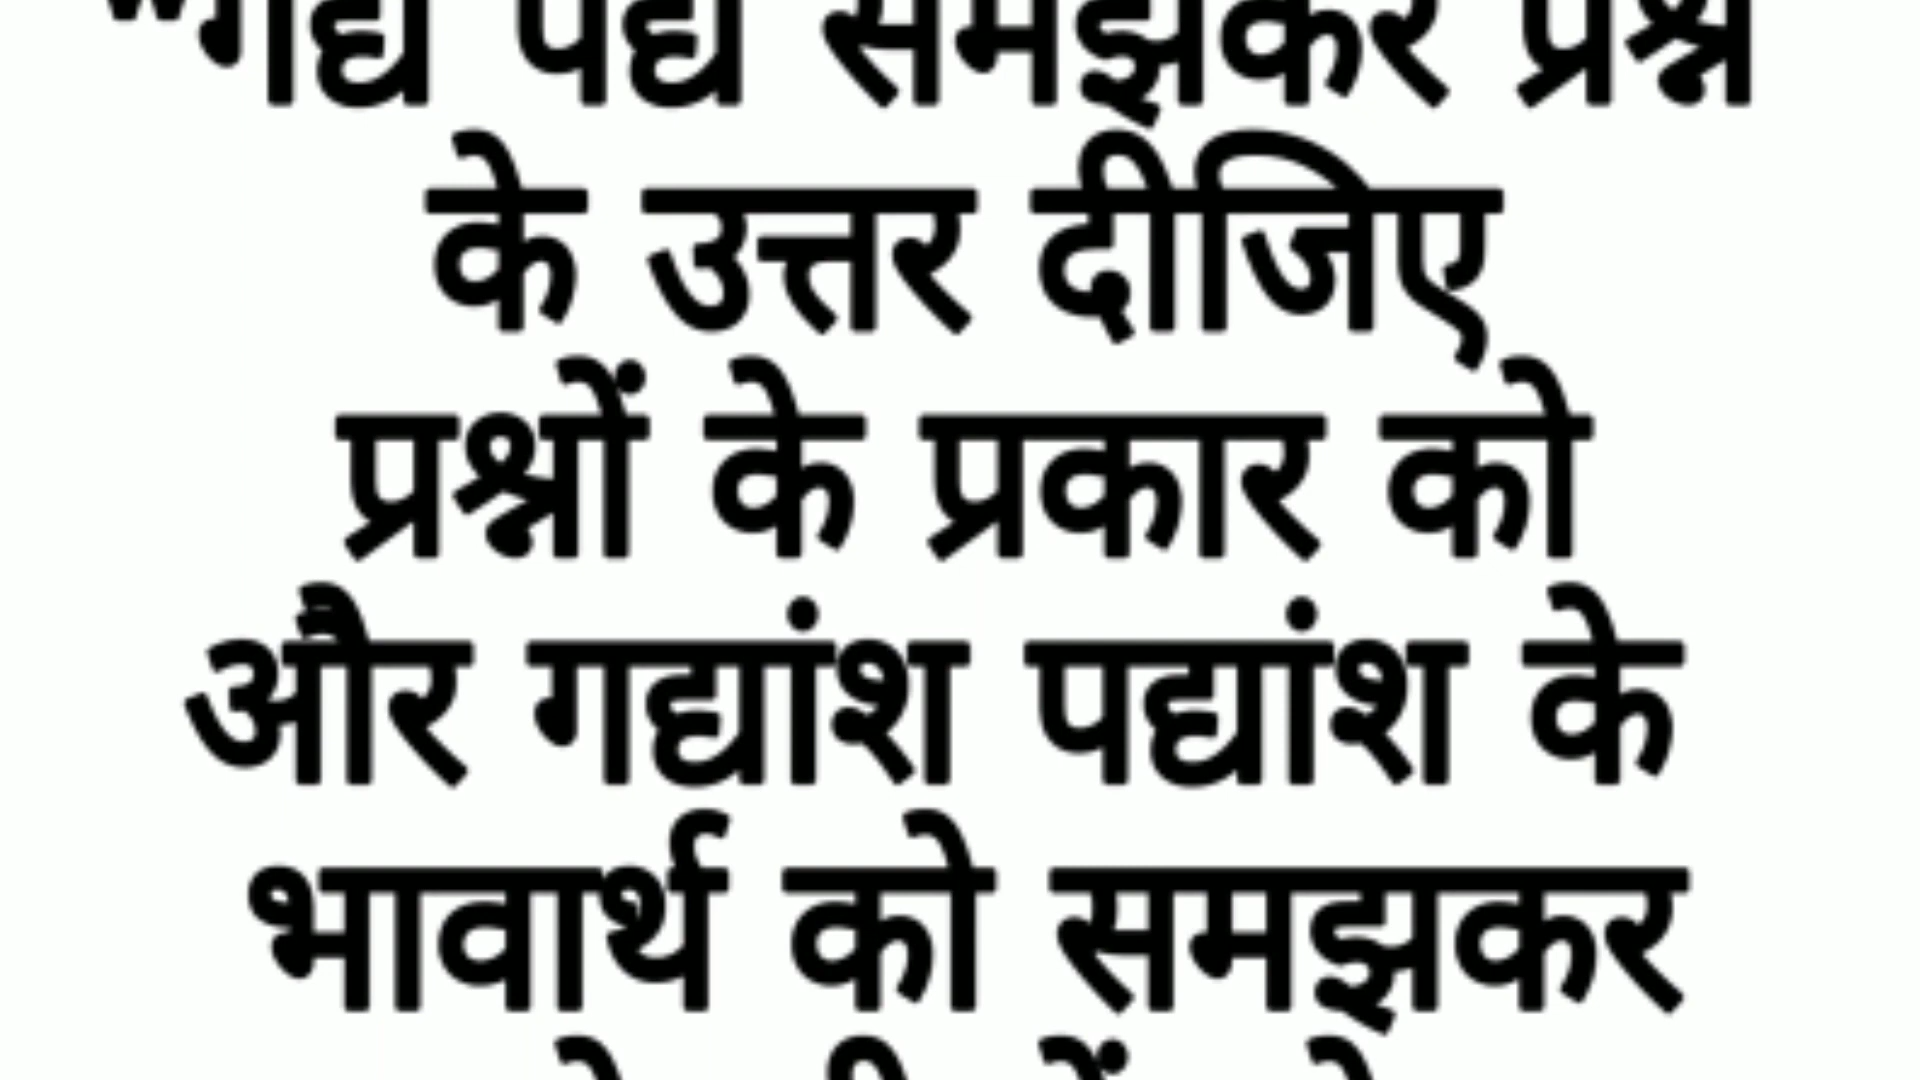 "गद्य पद्य समझकर प्रश्न
के उत्तर दीजिए
प्रश्नों के प्रकार को
और गद्यांश पद्यांश के
भावार्थ को समझकर